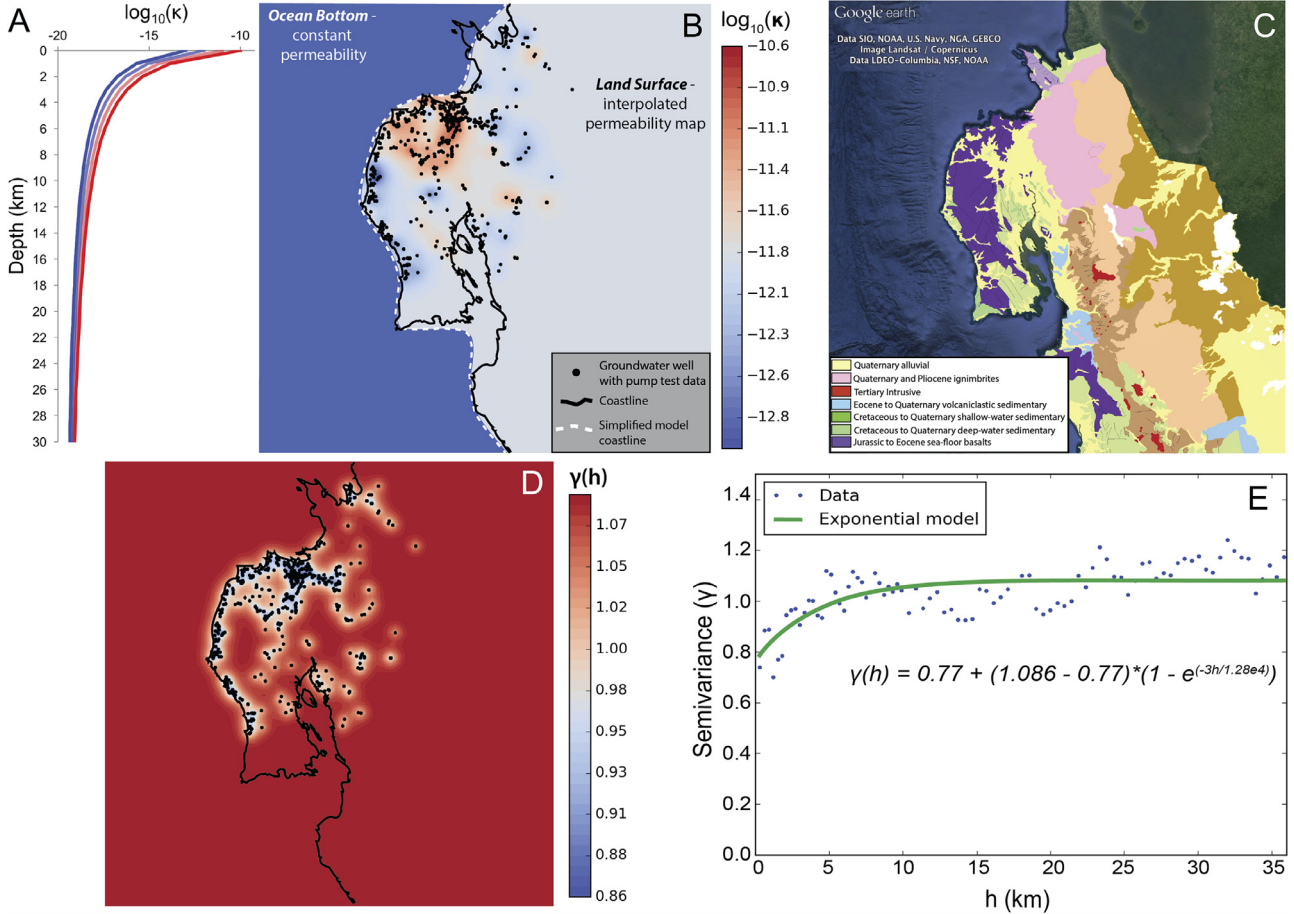 A
log₁₀(κ)
-20
-15
-10
0
2
4
6
8
10
12
14
16
18
20
22
24
26
28
30
Depth (km)
Ocean Bottom -
constant
permeability
B
Land Surface -
interpolated
permeability map
Groundwater well
with pump test data
Coastline
Simplified model
coastline
log₁₀(κ)
−10.6
−10.9
−11.1
−11.4
−11.6
−11.8
−12.1
−12.3
−12.6
−12.8
Google earth
C
Data SIO, NOAA, U.S. Navy, NGA, GEBCO
Image Landsat / Copernicus
Data LDEO-Columbia, NSF, NOAA
Quaternary alluvial
Quaternary and Pliocene ignimbrites
Tertiary Intrusive
Eocene to Quaternary volcaniclastic sedimentary
Cretaceous to Quaternary shallow-water sedimentary
Cretaceous to Quaternary deep-water sedimentary
Jurassic to Eocene sea-floor basalts
D
γ(h)
1.07
1.05
1.02
1.00
0.98
0.95
0.93
0.91
0.88
0.86
E
Data
Exponential model
γ(h) = 0.77 + (1.086 - 0.77)*(1 - e^(-3h/1.28e4))
1.4
1.2
1.0
0.8
0.6
0.4
0.2
0.0
Semivariance (γ)
0
5
10
15
20
25
30
35
h (km)